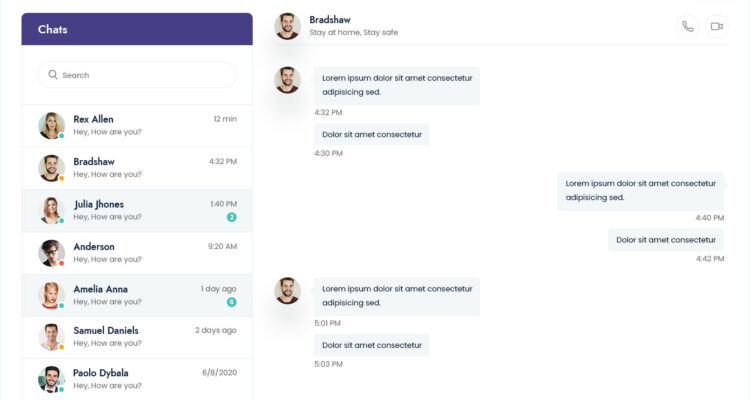 Chats
Search
Rex Allen
12 min
Hey, How are you?
Bradshaw
4:32 PM
Hey, How are you?
Julia Jhones
1:40 PM
Hey, How are you?
2
Anderson
9:20 AM
Hey, How are you?
Amelia Anna
1 day ago
Hey, How are you?
6
Samuel Daniels
2 days ago
Hey, How are you?
Paolo Dybala
6/8/2020
Hey, How are you?
Bradshaw
Stay at home, Stay safe
Lorem ipsum dolor sit amet consectetur
adipisicing sed.
4:32 PM
Dolor sit amet consectetur
4:30 PM
Lorem ipsum dolor sit amet consectetur
adipisicing sed.
4:40 PM
Dolor sit amet consectetur
4:42 PM
Lorem ipsum dolor sit amet consectetur
adipisicing sed.
5:01 PM
Dolor sit amet consectetur
5:03 PM